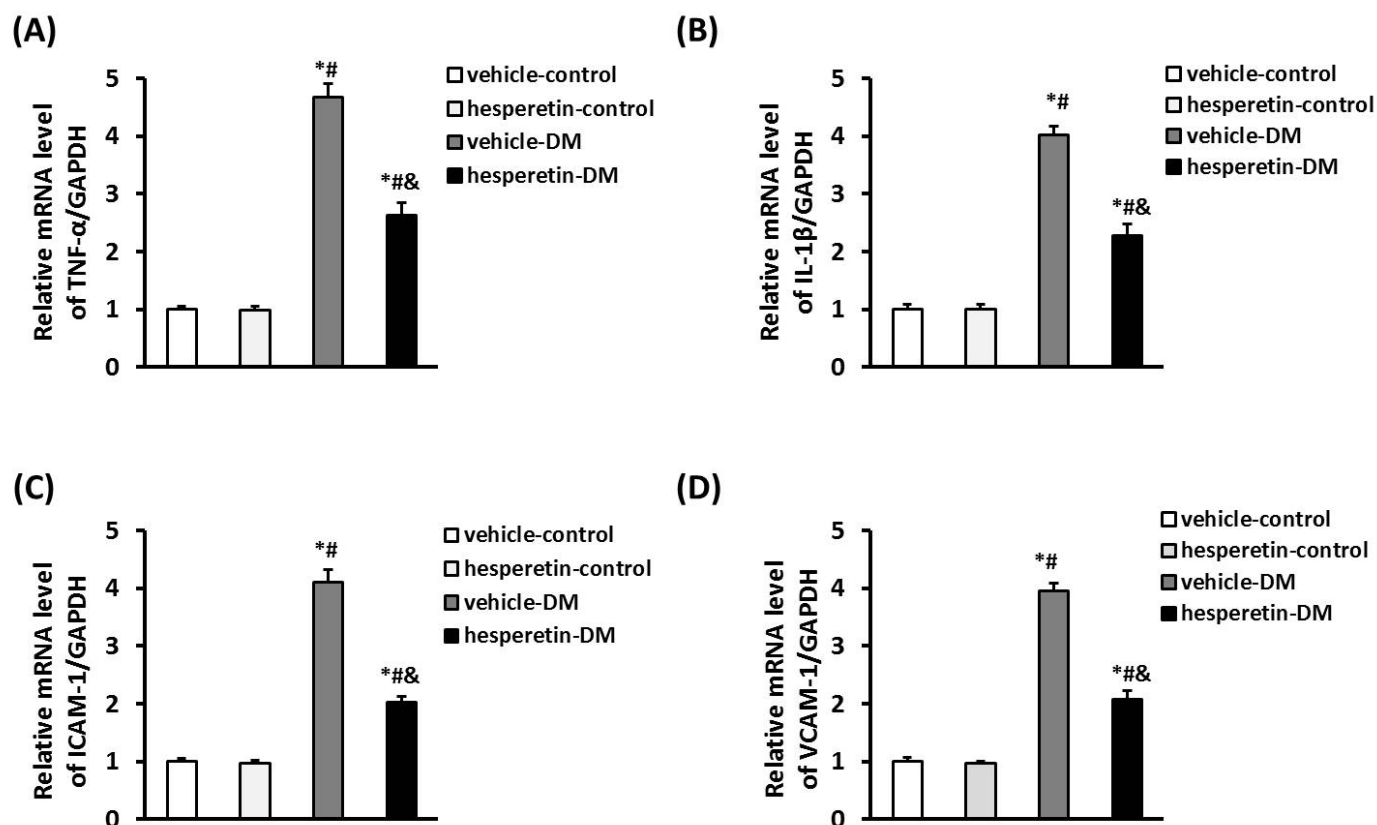 (A)
Relative mRNA level
of TNF-α/GAPDH
5
4
3
2
1
0
*#
*#&
vehicle-control
hesperetin-control
vehicle-DM
hesperetin-DM
(B)
Relative mRNA level
of IL-1β/GAPDH
5
4
3
2
1
0
*#
*#&
vehicle-control
hesperetin-control
vehicle-DM
hesperetin-DM
(C)
Relative mRNA level
of ICAM-1/GAPDH
5
4
3
2
1
0
*#
*#&
vehicle-control
hesperetin-control
vehicle-DM
hesperetin-DM
(D)
Relative mRNA level
of VCAM-1/GAPDH
5
4
3
2
1
0
*#
*#&
vehicle-control
hesperetin-control
vehicle-DM
hesperetin-DM